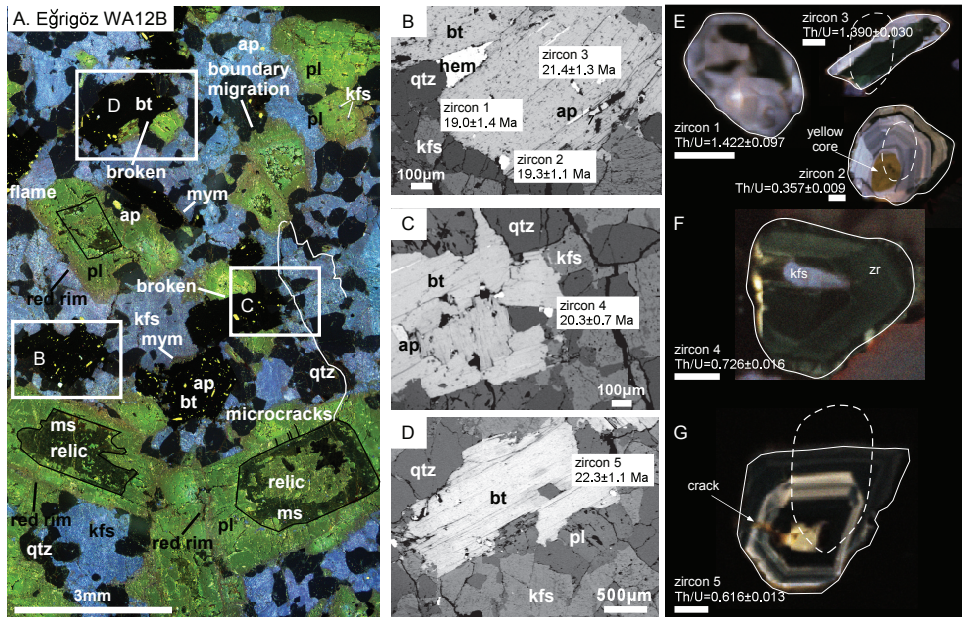 A. Eğrigöz WA12B
ap
boundary
migration
pl
kfs
pl
D
bt
broken
flame
ap
mym
pl
red rim
broken
C
kfs
mym
B
ap
bt
qtz
microcracks
ms
relic
relic
ms
red rim
kfs
red rim
pl
qtz
3mm
B
bt
hem
qtz
zircon 3
21.4±1.3 Ma
zircon 1
19.0±1.4 Ma
ap
kfs
zircon 2
19.3±1.1 Ma
100µm
C
qtz
bt
kfs
zircon 4
20.3±0.7 Ma
ap
100µm
D
qtz
zircon 5
22.3±1.1 Ma
bt
pl
kfs
500µm
E
zircon 3
Th/U=1.390±0.030
zircon 1
Th/U=1.422±0.097
yellow
core
zircon 2
Th/U=0.357±0.009
F
kfs
zr
zircon 4
Th/U=0.726±0.016
G
crack
zircon 5
Th/U=0.616±0.013